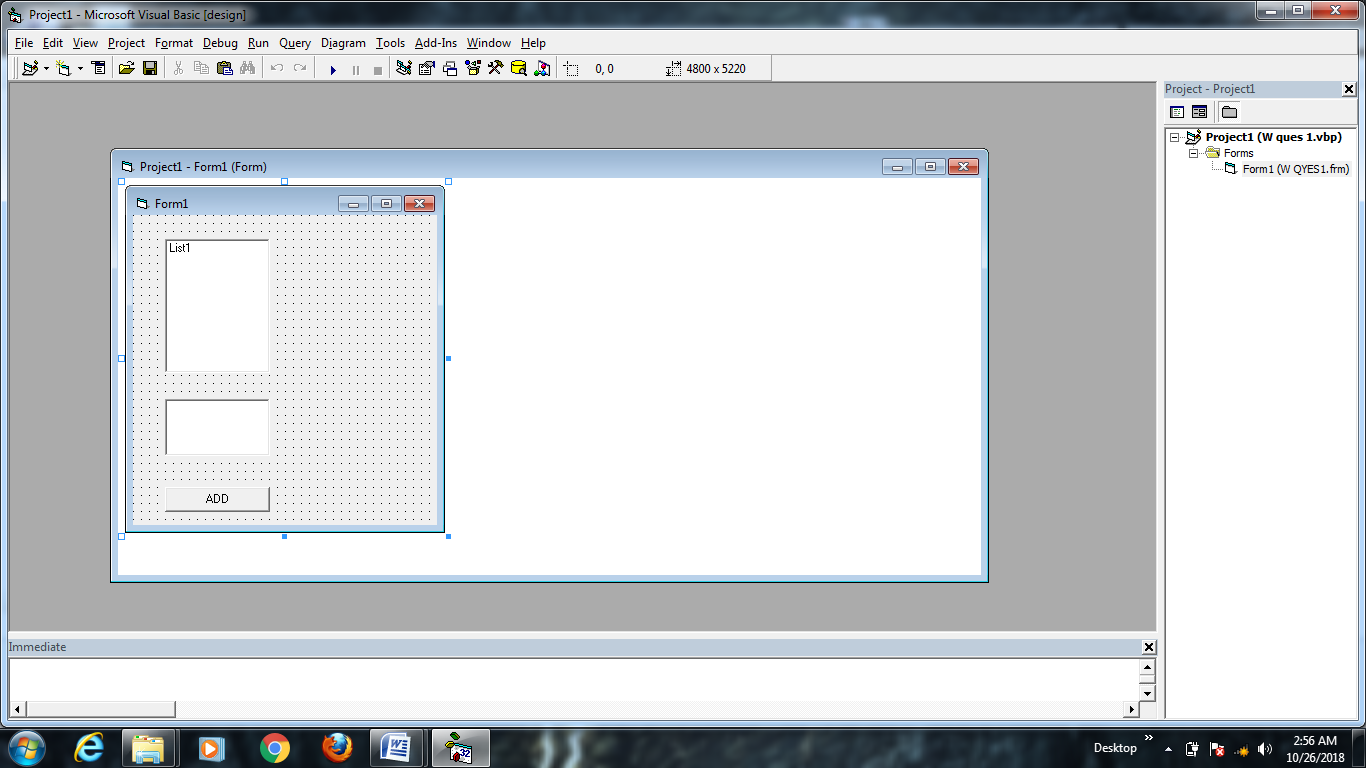 Project1 - Microsoft Visual Basic [design]
File Edit View Project Format Debug Run Query Diagram Tools Add-Ins Window Help
0, 0 4800 x 5220
Project - Project1
Project1 (W ques 1.vbp)
Forms
Form1 (W QYES1.frm)
Project1 - Form1 (Form)
Form1
List1
ADD
Immediate
32
Desktop
2:56 AM
10/26/2018